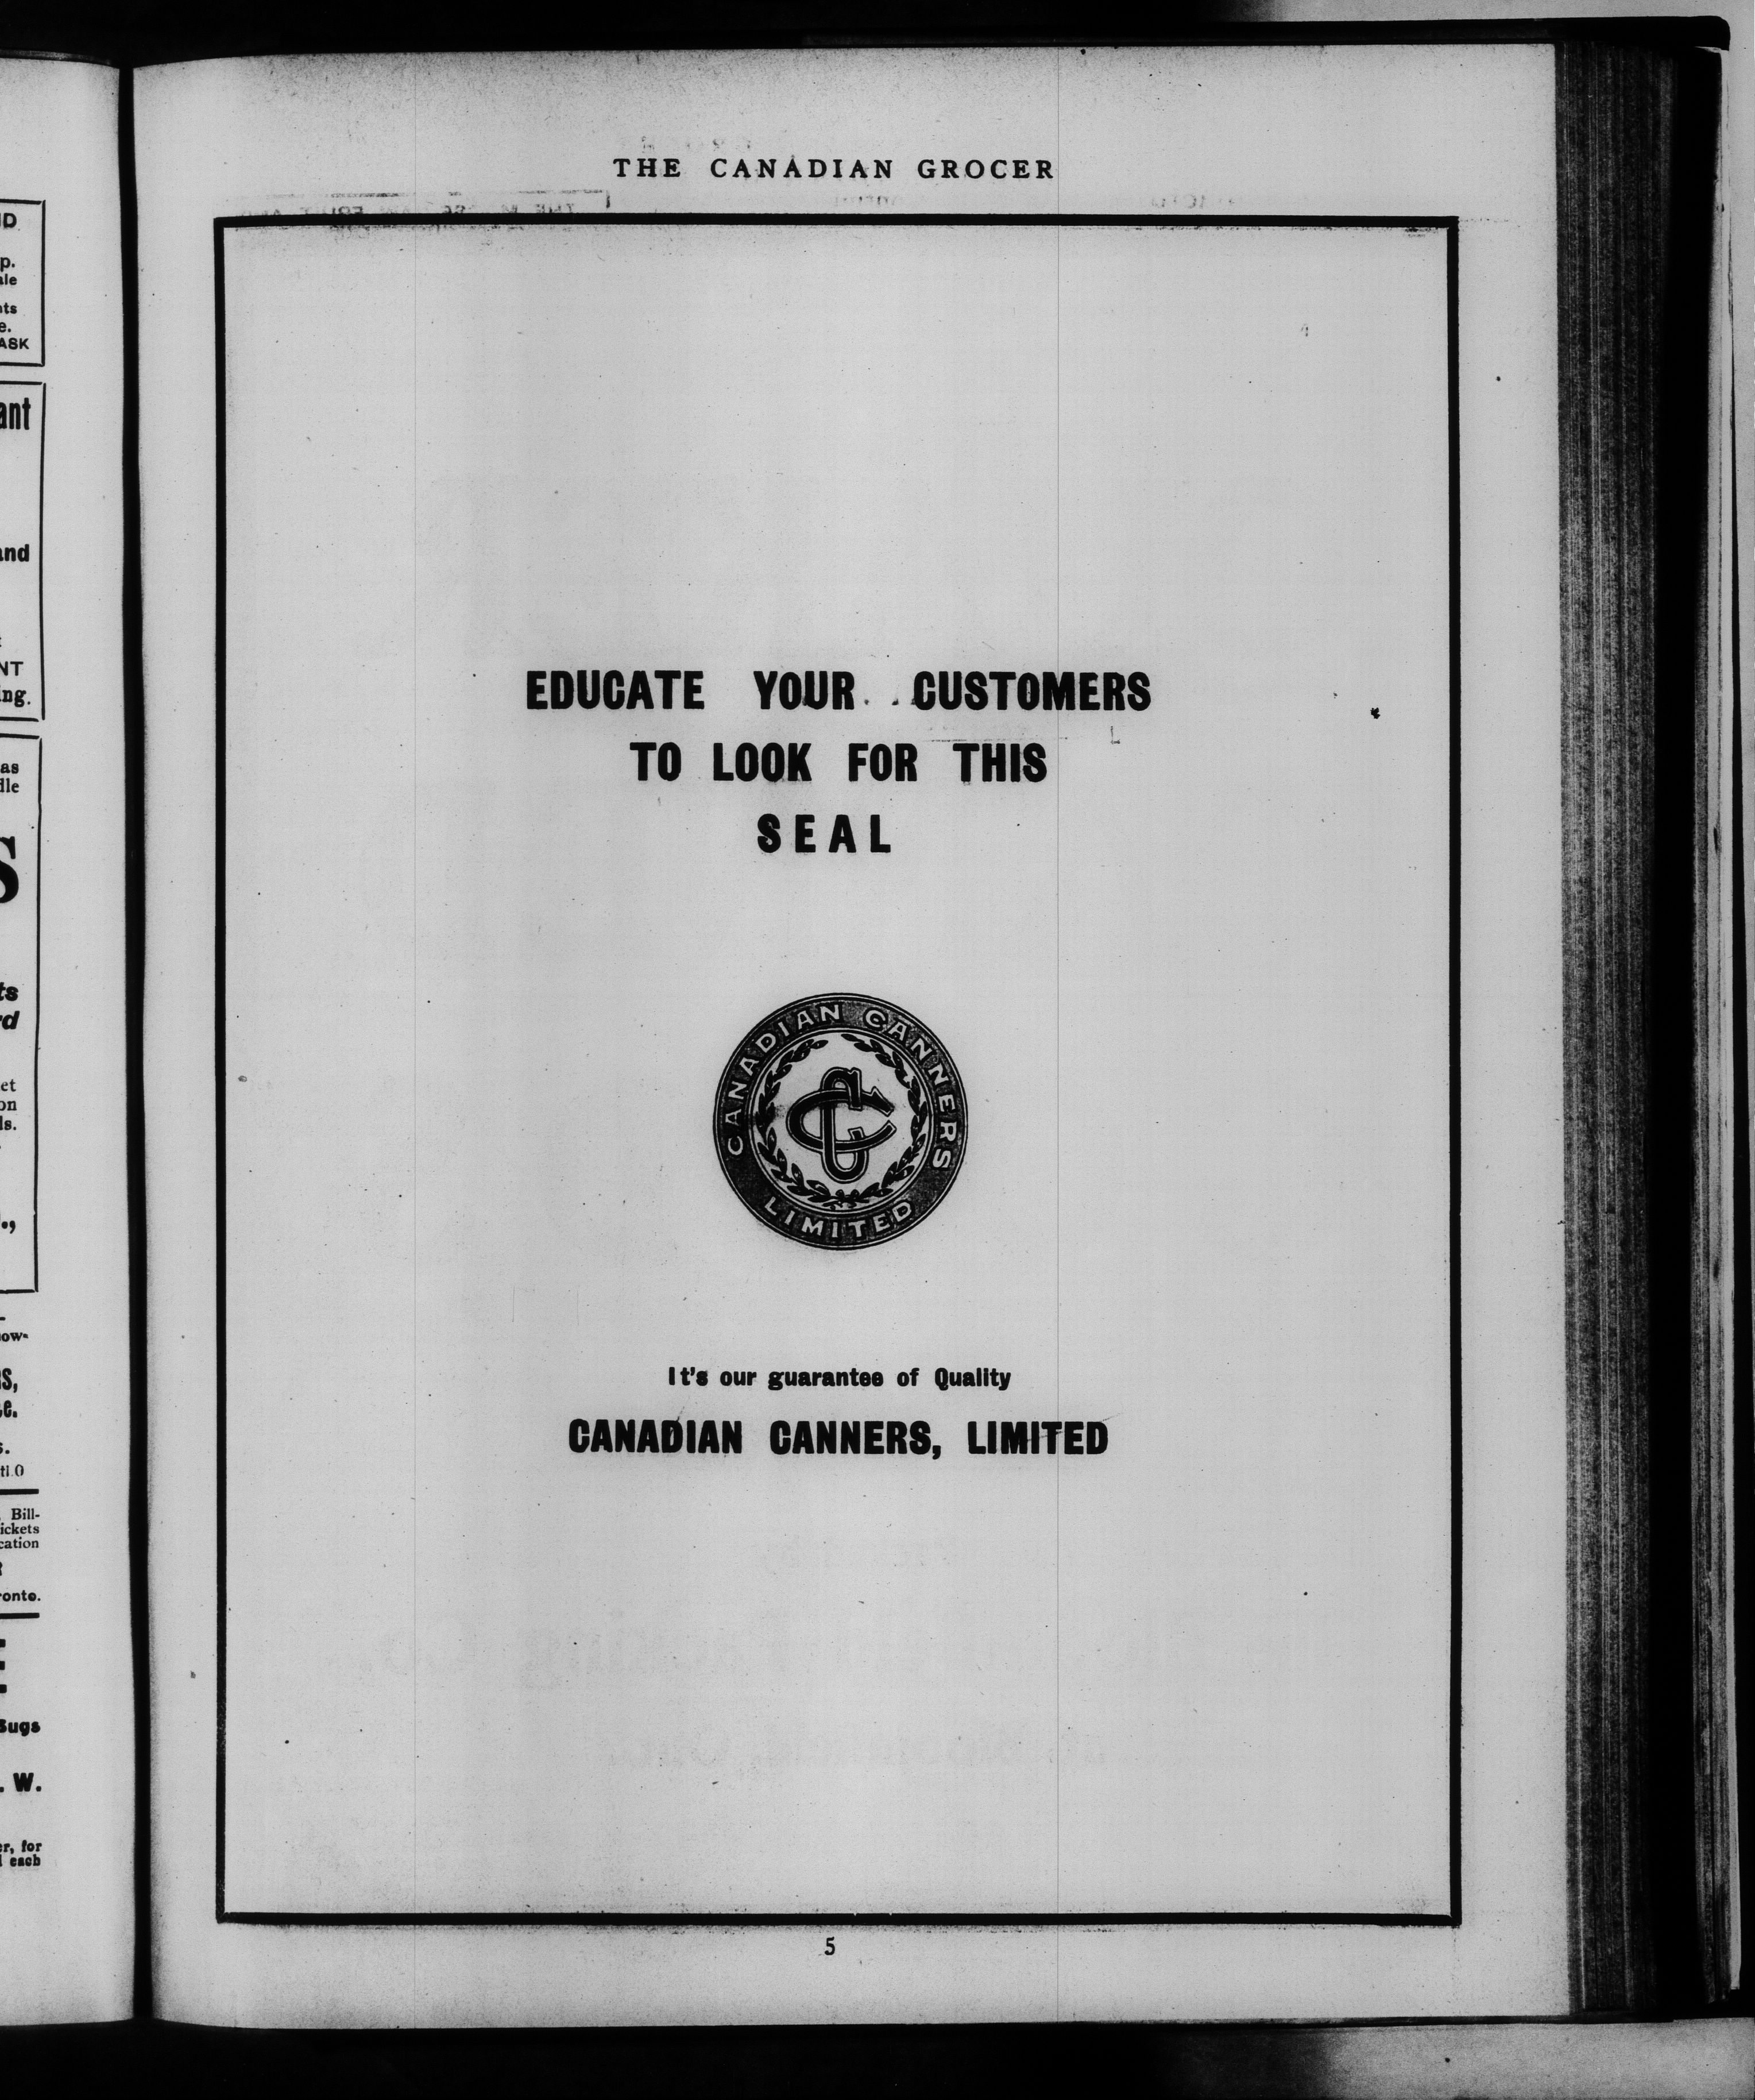 THE CANADIAN GROCER
EDUCATE YOUR CUSTOMERS
TO LOOK FOR THIS
SEAL
CANADIAN CANNERS
LIMITED
It's our guarantee of Quality
CANADIAN CANNERS, LIMITED
5